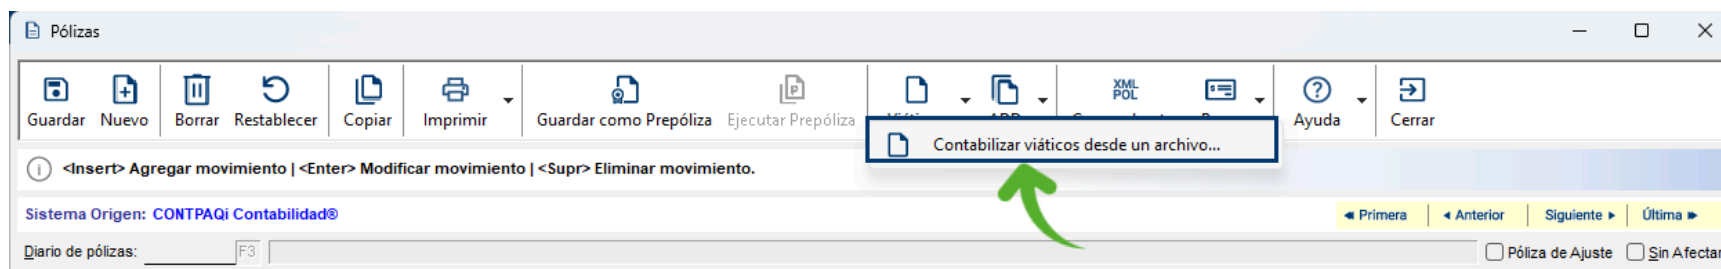 Pólizas
Guardar Nuevo Borrar Restablecer Copiar Imprimir Guardar como Prepóliza Ejecutar Prepóliza Ayuda Cerrar
XML POL
Contabilizar viáticos desde un archivo...
<Insert> Agregar movimiento | <Enter> Modificar movimiento | <Supr> Eliminar movimiento.
Sistema Origen: CONTPAQi Contabilidad® Primera Anterior Siguiente Última
Diario de pólizas: F3 Póliza de Ajuste Sin Afectar